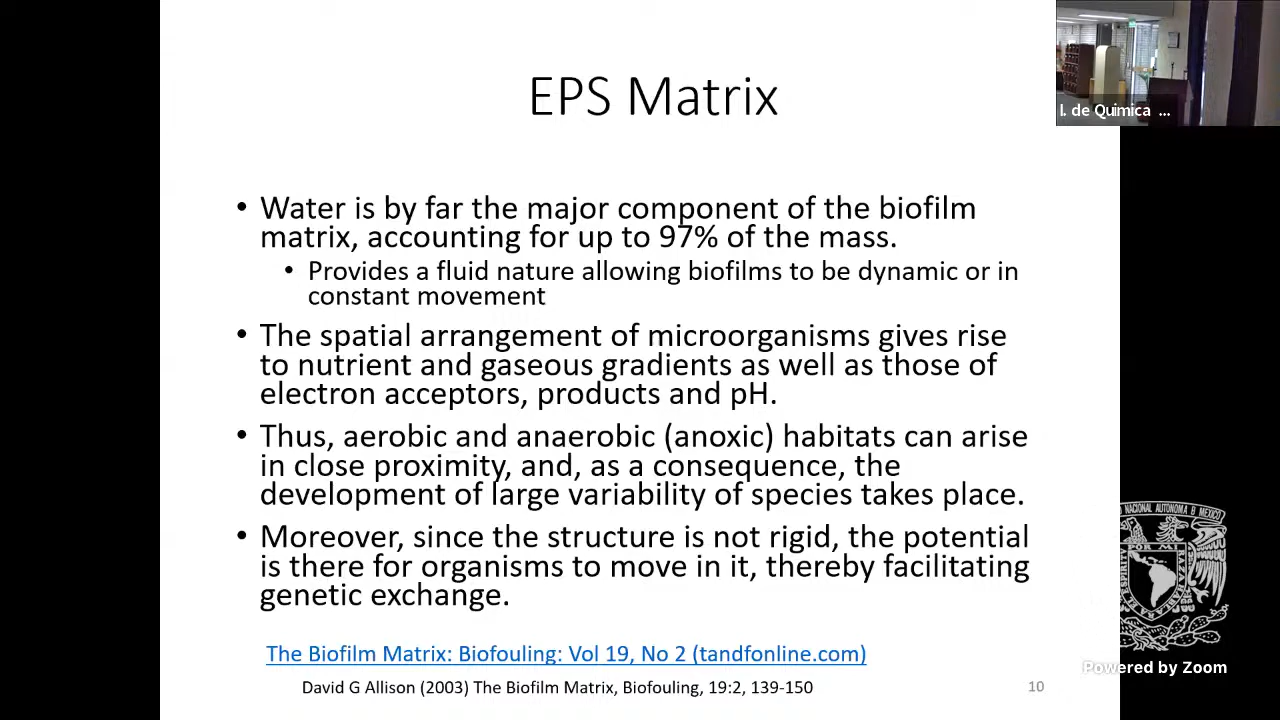 EPS Matrix
I. de Quimica ...
• Water is by far the major component of the biofilm
matrix, accounting for up to 97% of the mass.
• Provides a fluid nature allowing biofilms to be dynamic or in
constant movement
• The spatial arrangement of microorganisms gives rise
to nutrient and gaseous gradients as well as those of
electron acceptors, products and pH.
• Thus, aerobic and anaerobic (anoxic) habitats can arise
in close proximity, and, as a consequence, the
development of large variability of species takes place.
• Moreover, since the structure is not rigid, the potential
is there for organisms to move in it, thereby facilitating
genetic exchange.
The Biofilm Matrix: Biofouling: Vol 19, No 2 (tandfonline.com)
David G Allison (2003) The Biofilm Matrix, Biofouling, 19:2, 139-150
10
NACIONAL AUTONOMA
POR MI
Powered by Zoom